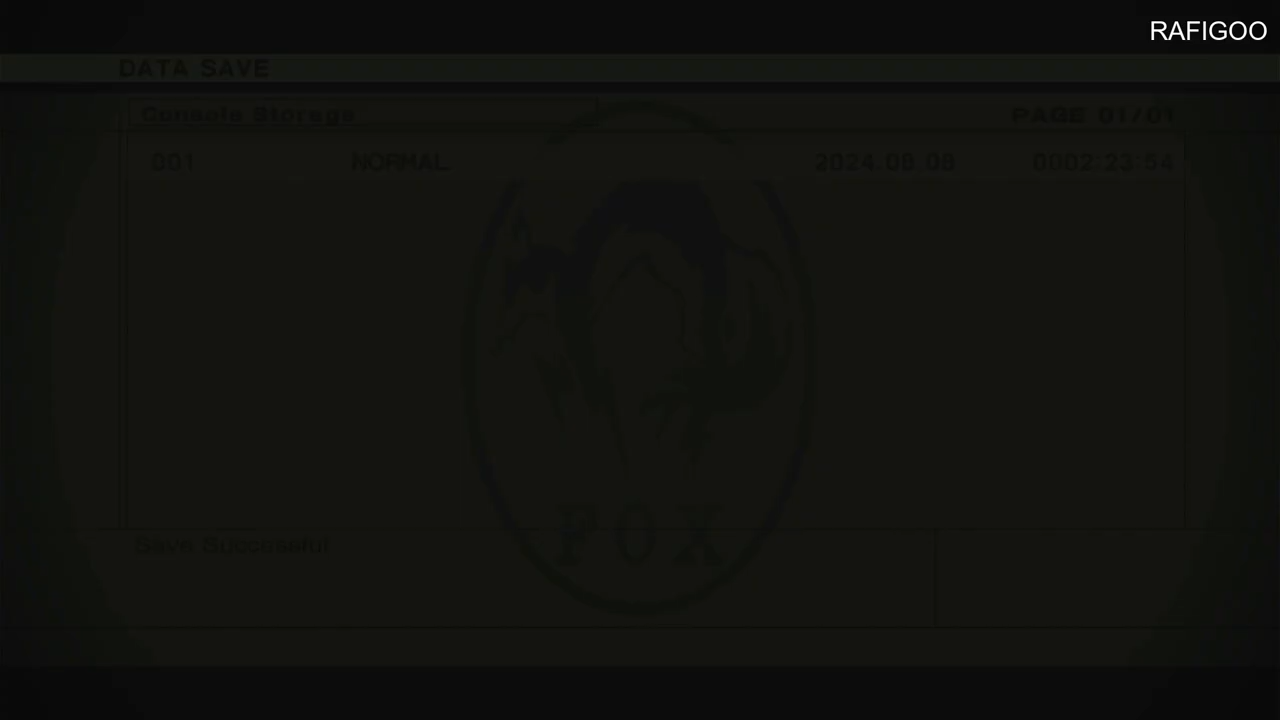 RAFIGOO
DATA SAVE
Console Storage
PAGE 01/01
001 NORMAL 2024.08.08 0002:23:54
FOX
Save Successful